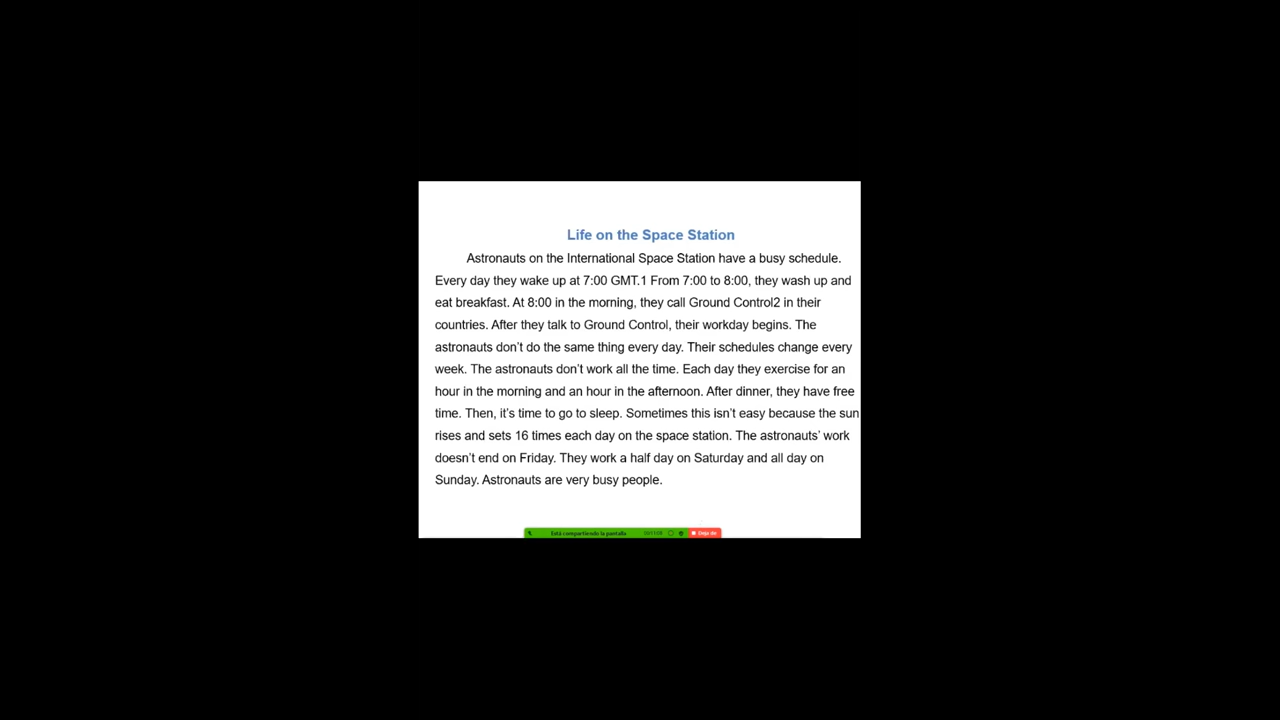 Life on the Space Station
Astronauts on the International Space Station have a busy schedule.
Every day they wake up at 7:00 GMT.1 From 7:00 to 8:00, they wash up and
eat breakfast. At 8:00 in the morning, they call Ground Control2 in their
countries. After they talk to Ground Control, their workday begins. The
astronauts don’t do the same thing every day. Their schedules change every
week. The astronauts don’t work all the time. Each day they exercise for an
hour in the morning and an hour in the afternoon. After dinner, they have free
time. Then, it’s time to go to sleep. Sometimes this isn’t easy because the sun
rises and sets 16 times each day on the space station. The astronauts’ work
doesn’t end on Friday. They work a half day on Saturday and all day on
Sunday. Astronauts are very busy people.
Está compartiendo la pantalla